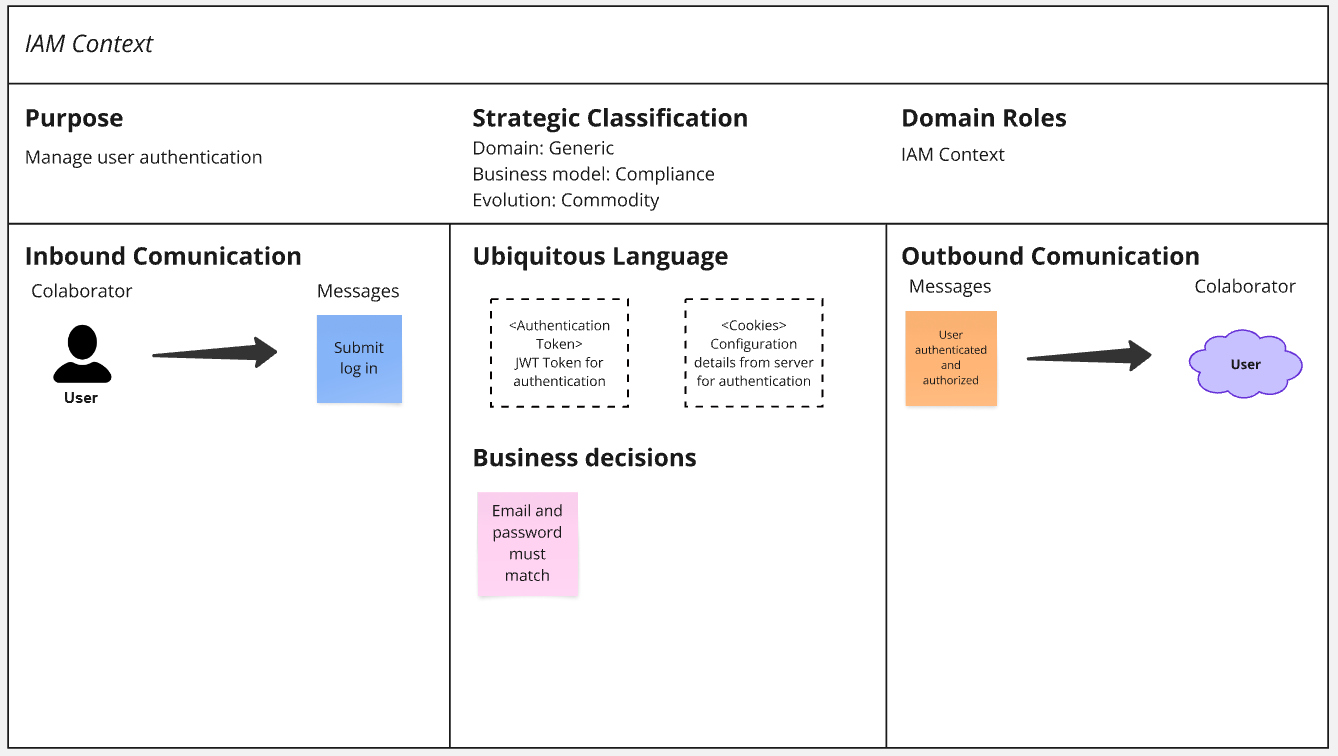 IAM Context
Purpose
Manage user authentication
Strategic Classification
Domain: Generic
Business model: Compliance
Evolution: Commodity
Domain Roles
IAM Context
Inbound Comunication
Colaborator
Messages
User
Submit
log in
Ubiquitous Language
<Authentication
Token>
JWT Token for
authentication
<Cookies>
Configuration
details from server
for authentication
Business decisions
Email and
password
must
match
Outbound Comunication
Messages
Colaborator
User
authenticated
and
authorized
User